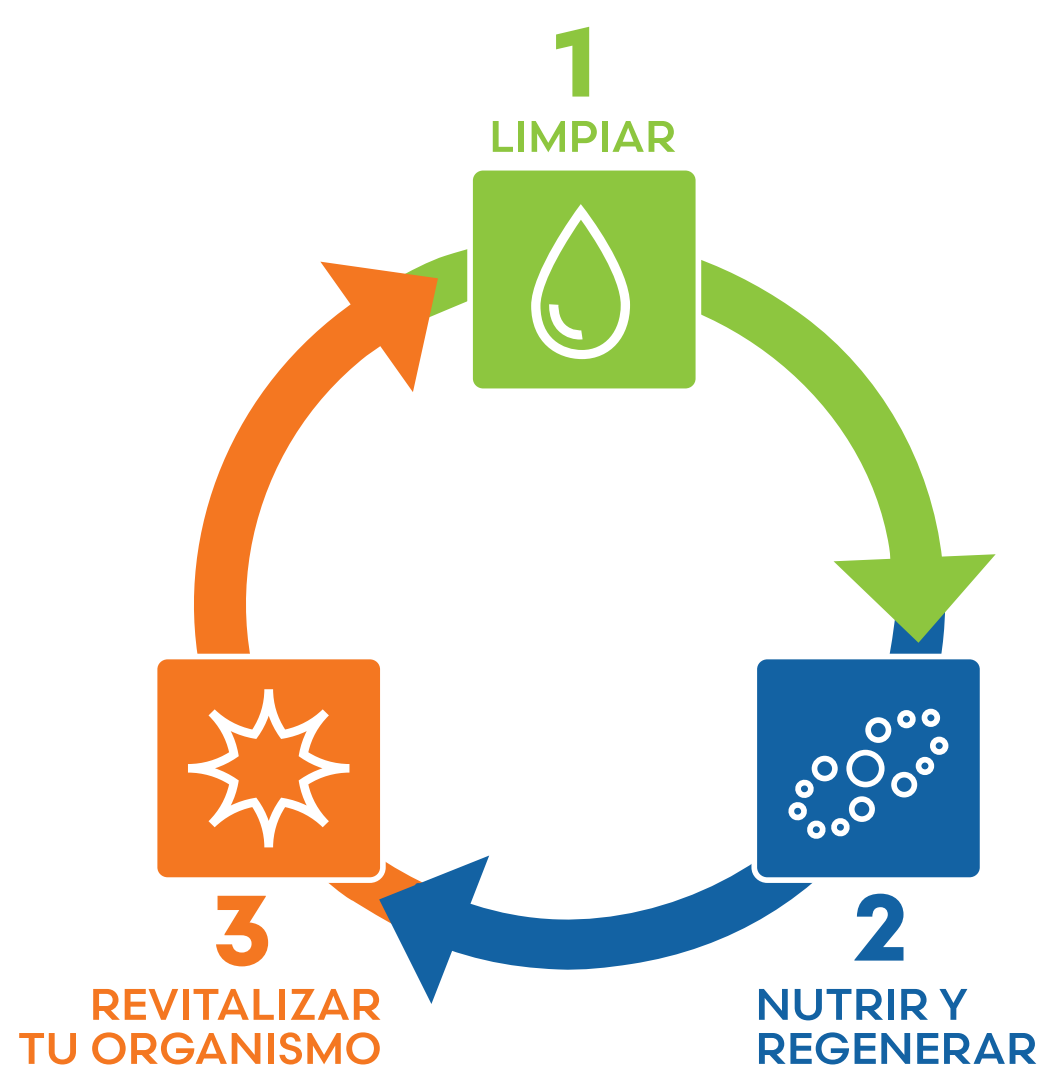 1
LIMPIAR
2
NUTRIR Y
REGENERAR
3
REVITALIZAR
TU ORGANISMO